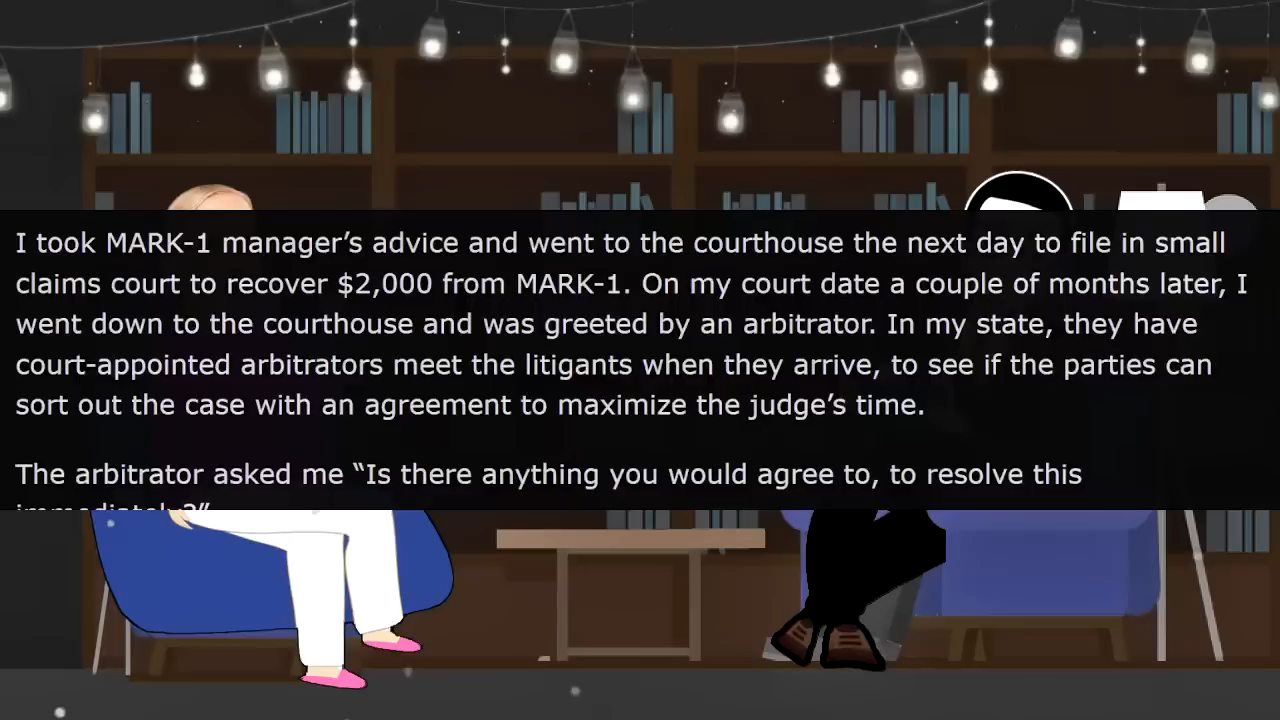 I took MARK-1 manager’s advice and went to the courthouse the next day to file in small
claims court to recover $2,000 from MARK-1. On my court date a couple of months later, I
went down to the courthouse and was greeted by an arbitrator. In my state, they have
court-appointed arbitrators meet the litigants when they arrive, to see if the parties can
sort out the case with an agreement to maximize the judge’s time.
The arbitrator asked me “Is there anything you would agree to, to resolve this
immediately?”